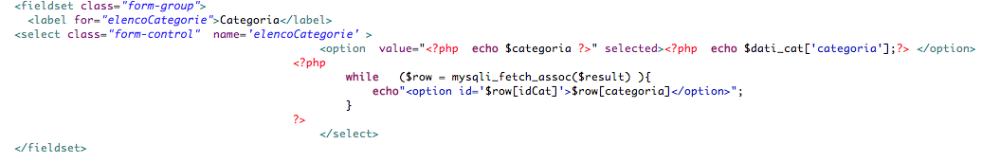 <fieldset class="form-group">
<label for="elencoCategorie">Categoria</label>
<select class="form-control"  name='elencoCategorie' >
<option  value="<?php  echo $categoria ?>" selected><?php  echo $dati_cat['categoria'];?> </option>
<?php
while   ($row = mysqli_fetch_assoc($result) ){
echo"<option id='$row[idCat]'>$row[categoria]</option>";
}
?>
</select>
</fieldset>